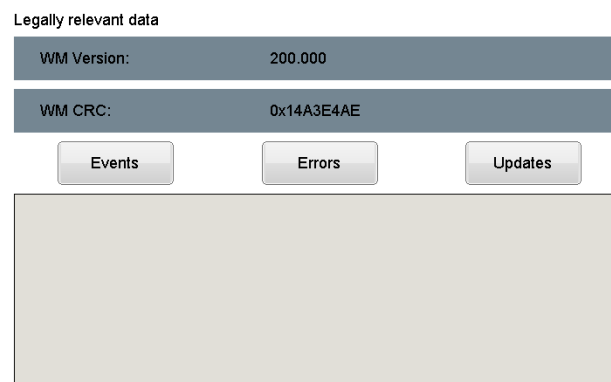 Legally relevant data
WM Version: 200.000
WM CRC: 0x14A3E4AE
Events Errors Updates